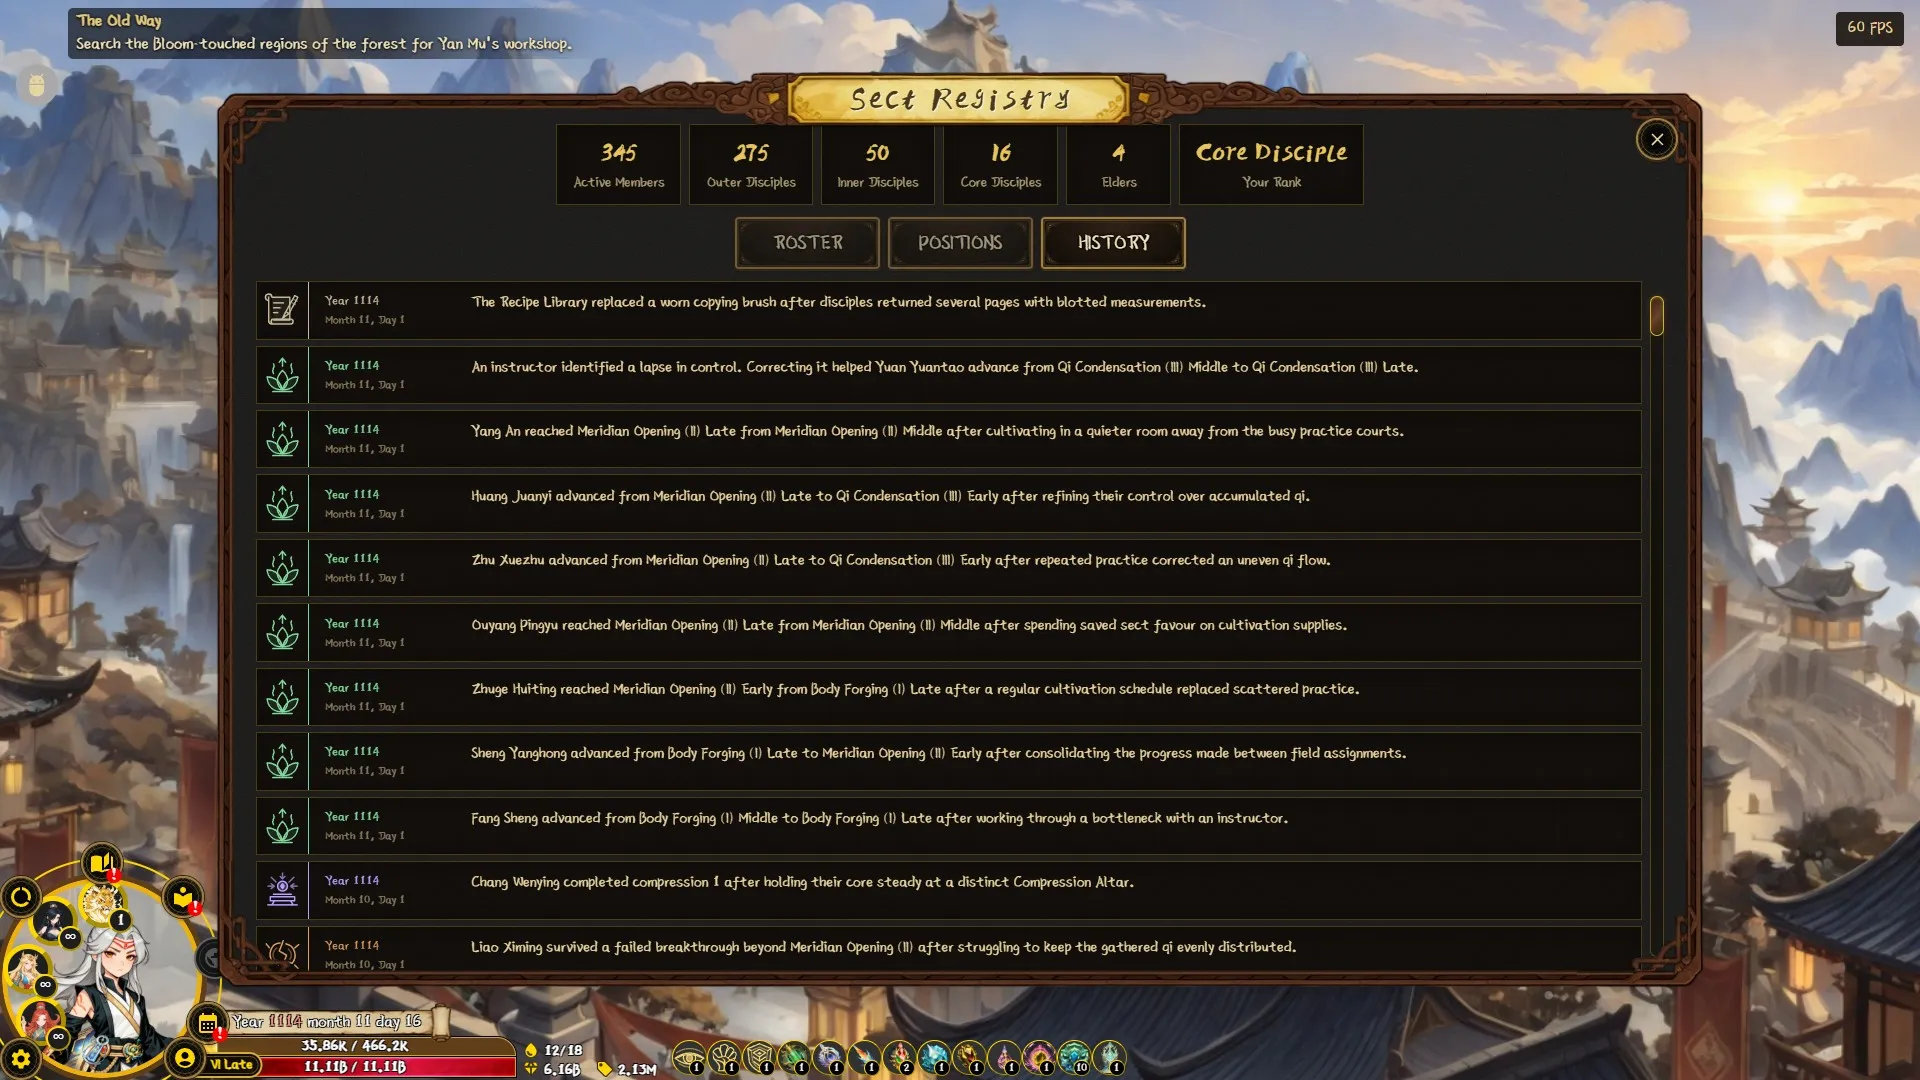 The Old Way
Search the Bloom-touched regions of the forest for Yan Mu's workshop.
60 FPS
Sect Registry
345
Active Members
275
Outer Disciples
50
Inner Disciples
16
Core Disciples
4
Elders
Core Disciple
Your Rank
ROSTER
POSITIONS
HISTORY
Year 1114
Month 11, Day 1
The Recipe Library replaced a worn copying brush after disciples returned several pages with blotted measurements.
Year 1114
Month 11, Day 1
An instructor identified a lapse in control. Correcting it helped Yuan Yuantao advance from Qi Condensation (III) Middle to Qi Condensation (III) Late.
Year 1114
Month 11, Day 1
Yang An reached Meridian Opening (II) Late from Meridian Opening (II) Middle after cultivating in a quieter room away from the busy practice courts.
Year 1114
Month 11, Day 1
Huang Juanyi advanced from Meridian Opening (II) Late to Qi Condensation (III) Early after refining their control over accumulated qi.
Year 1114
Month 11, Day 1
Zhu Xuezhu advanced from Meridian Opening (II) Late to Qi Condensation (III) Early after repeated practice corrected an uneven qi flow.
Year 1114
Month 11, Day 1
Ouyang Pingyu reached Meridian Opening (II) Late from Meridian Opening (II) Middle after spending saved sect favour on cultivation supplies.
Year 1114
Month 11, Day 1
Zhuge Huiting reached Meridian Opening (II) Early from Body Forging (I) Late after a regular cultivation schedule replaced scattered practice.
Year 1114
Month 11, Day 1
Sheng Yanghong advanced from Body Forging (I) Late to Meridian Opening (II) Early after consolidating the progress made between field assignments.
Year 1114
Month 11, Day 1
Fang Sheng advanced from Body Forging (I) Middle to Body Forging (I) Late after working through a bottleneck with an instructor.
Year 1114
Month 10, Day 1
Chang Wenying completed compression 1 after holding their core steady at a distinct Compression Altar.
Year 1114
Month 10, Day 1
Liao Ximing survived a failed breakthrough beyond Meridian Opening (II) after struggling to keep the gathered qi evenly distributed.
1
∞
∞
∞
Year 1114 month 11 day 16
35.86K / 466.2K
VI Late
11.11B / 11.11B
12/18
6.16B
2.13M
1
1
1
1
1
1
2
1
1
1
1
10
1